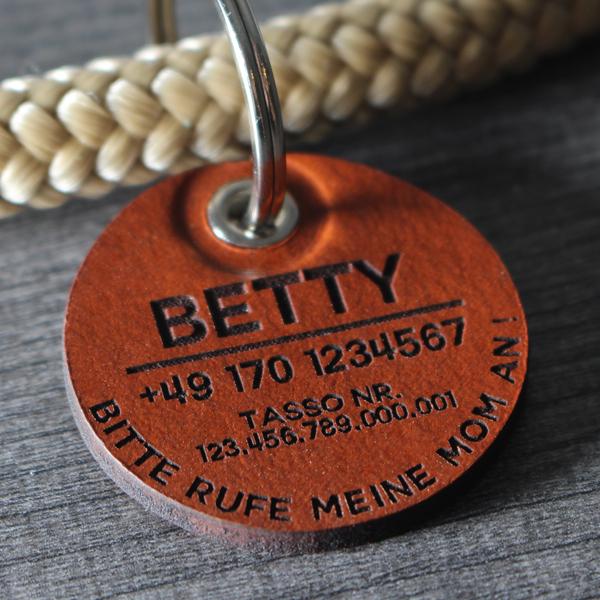 BETTY
+49 170 1234567
TASSO NR.
123.456.789.000.001
BITTE RUFE MEINE MOM AN!